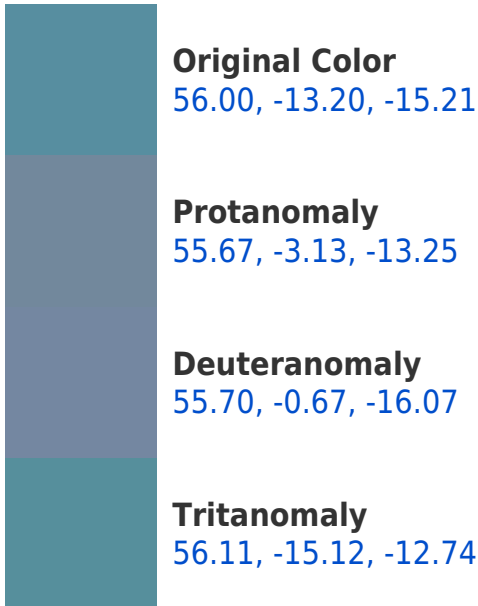 Original Color
56.00, -13.20, -15.21
Protanomaly
55.67, -3.13, -13.25
Deuteranomaly
55.70, -0.67, -16.07
Tritanomaly
56.11, -15.12, -12.74